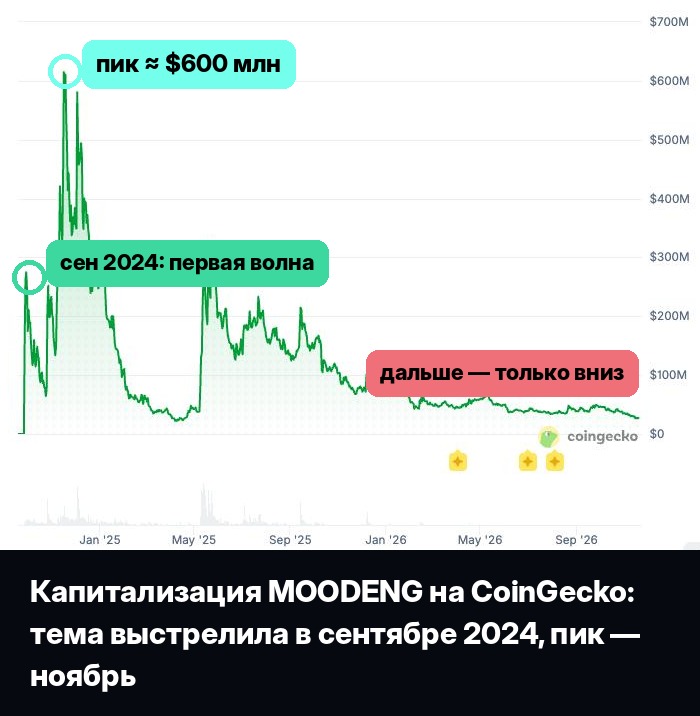 $700M
пик ≈ $600 млн
$600M
$500M
$400M
$300M
сен 2024: первая волна
$200M
дальше — только вниз
$100M
$0
coingecko
Jan '25
May '25
Sep '25
Jan '26
May '26
Sep '26
Капитализация MOODENG на CoinGecko:
тема выстрелила в сентябре 2024, пик —
ноябрь